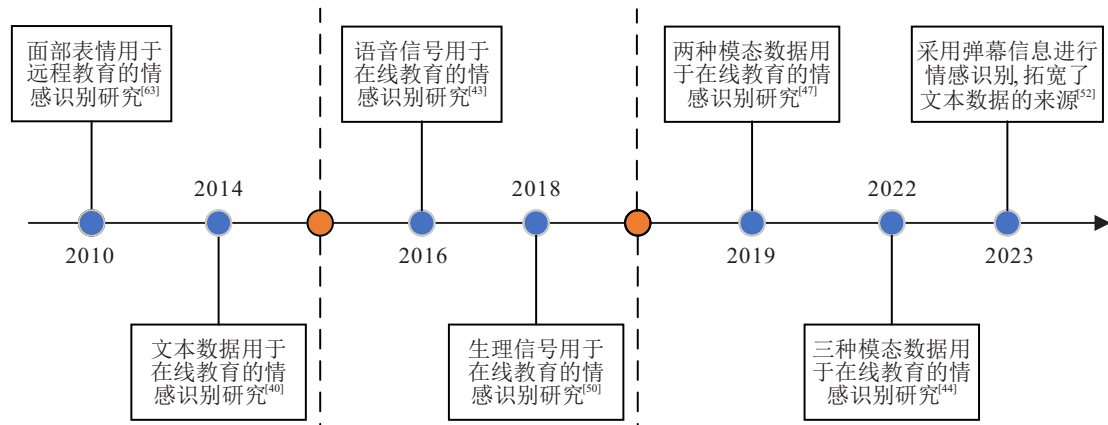 面部表情用于
远程教育的情
感识别研究[63]
语音信号用于
在线教育的情
感识别研究[43]
两种模态数据用
于在线教育的情
感识别研究[47]
采用弹幕信息进行
情感识别, 拓宽了
文本数据的来源[52]
2014
2018
2022
2010
2016
2019
2023
文本数据用于
在线教育的情
感识别研究[40]
生理信号用于
在线教育的情
感识别研究[50]
三种模态数据用
于在线教育的情
感识别研究[44]